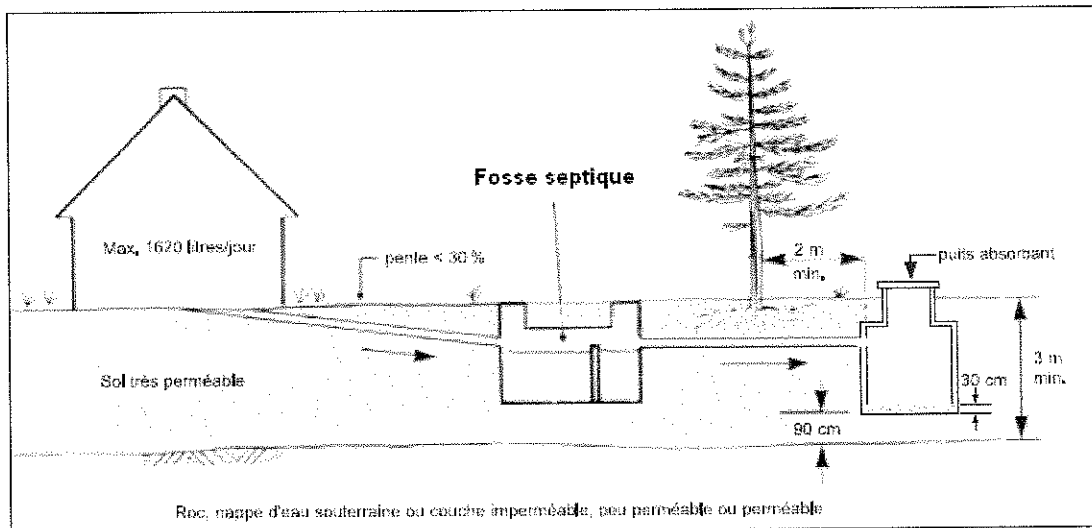 Fosse septique
Max. 1620 litres/jour
pente < 30 %
2 m
min.
puits absorbant
Sol très perméable
30 cm
3 m
min.
90 cm
Roc, nappe d'eau souterraine ou couche imperméable, peu perméable ou perméable